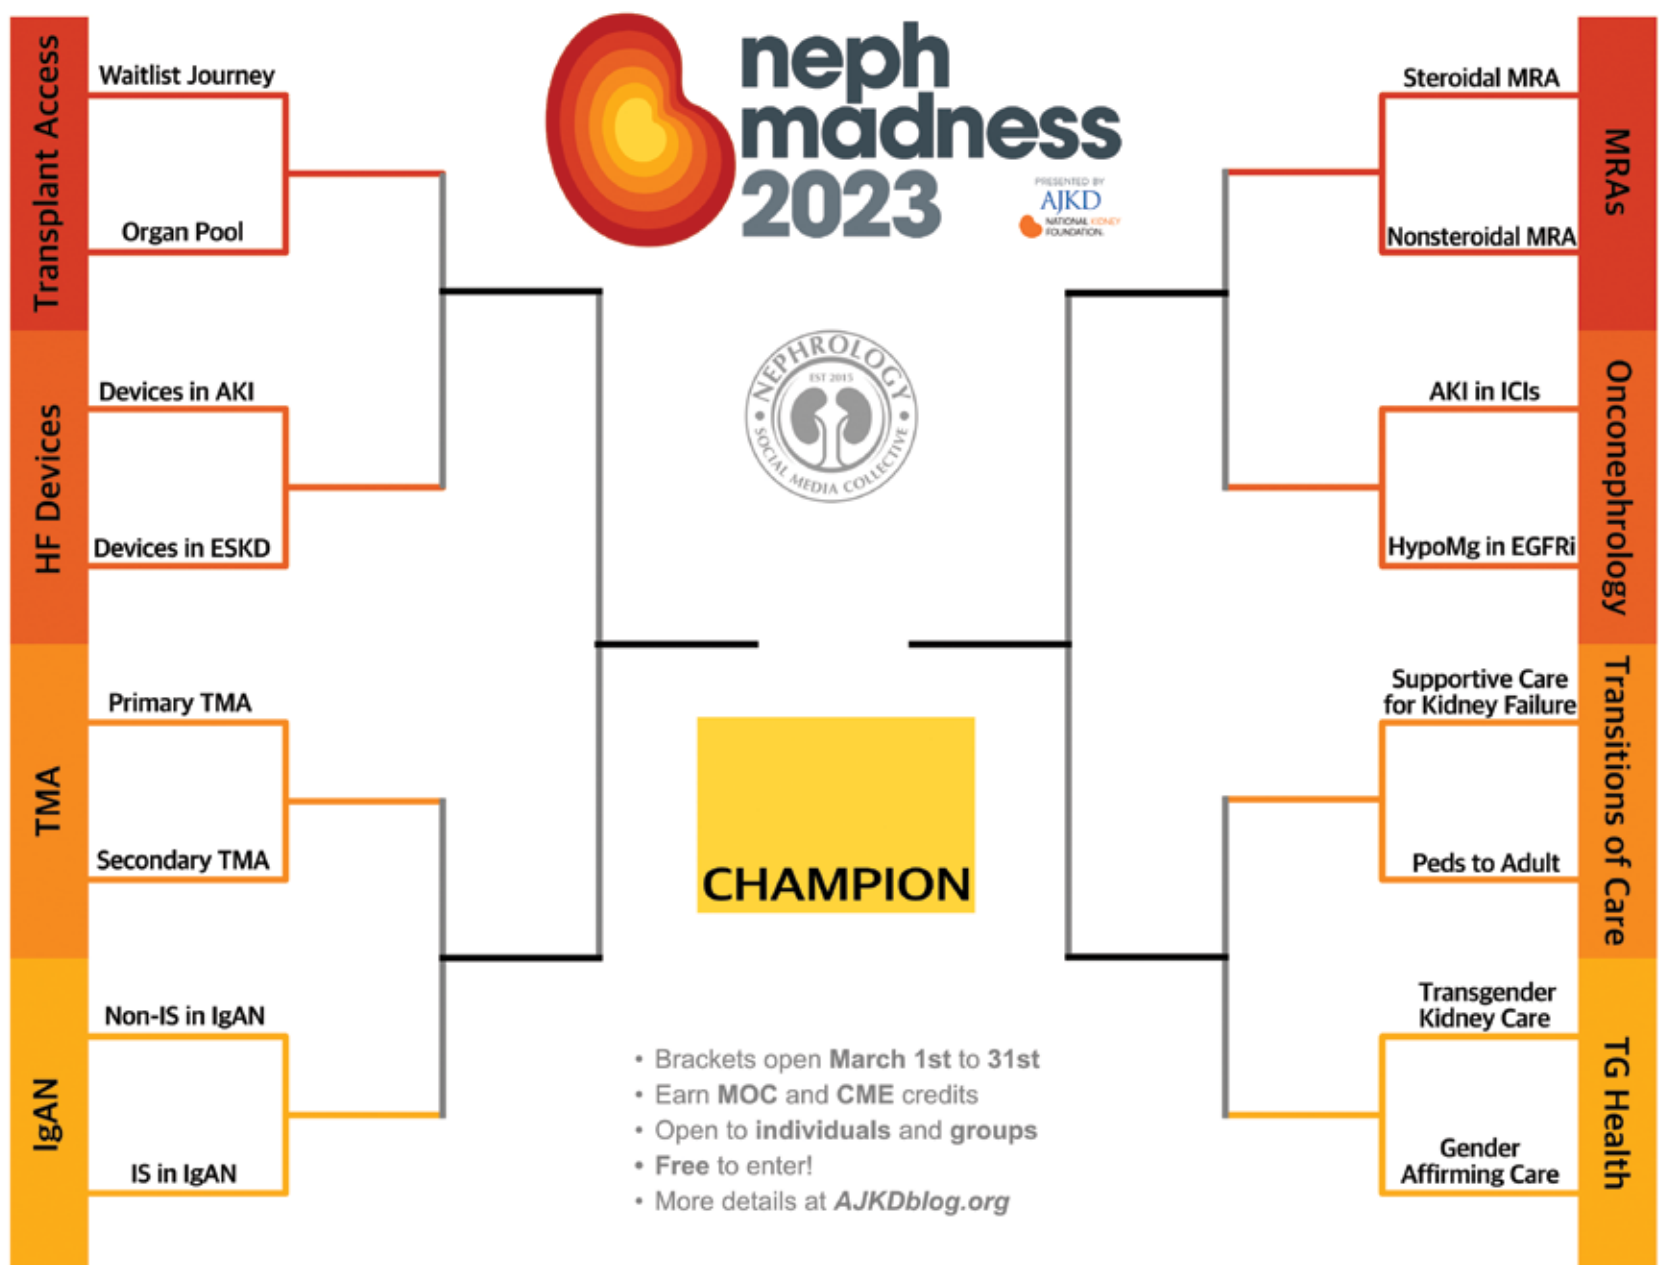 neph
madness
2023
PRESENTED BY
AJKD
NATIONAL KIDNEY
FOUNDATION.
Transplant Access
Waitlist Journey
Organ Pool
HF Devices
Devices in AKI
Devices in ESKD
TMA
Primary TMA
Secondary TMA
IgAN
Non-IS in IgAN
IS in IgAN
NEPHROLOGY
EST 2015
SOCIAL MEDIA COLLECTIVE
CHAMPION
• Brackets open March 1st to 31st
• Earn MOC and CME credits
• Open to individuals and groups
• Free to enter!
• More details at AJKDblog.org
MRAs
Steroidal MRA
Nonsteroidal MRA
Onconephrology
AKI in ICIs
HypoMg in EGFRi
Transitions of Care
Supportive Care
for Kidney Failure
Peds to Adult
TG Health
Transgender
Kidney Care
Gender
Affirming Care